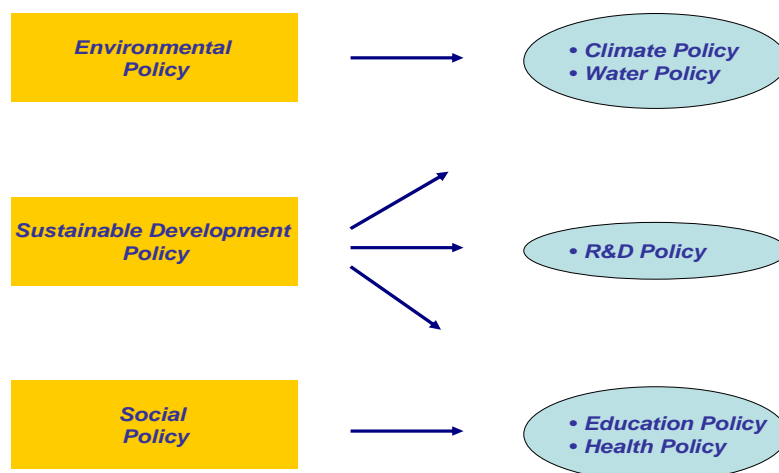 Environmental
Policy
• Climate Policy
• Water Policy
Sustainable Development
Policy
• R&D Policy
Social
Policy
• Education Policy
• Health Policy